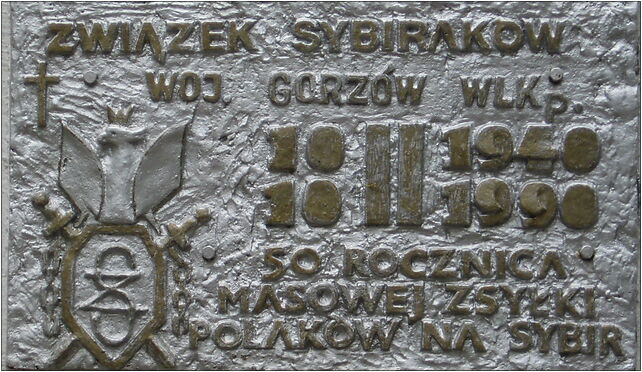 ZWIĄZEK SYBIRAKÓW
WOJ. GORZÓW WLKP.
10 II 1940
10 II 1990
50 ROCZNICA
MASOWEJ ZSYŁKI
POLAKÓW NA SYBIR